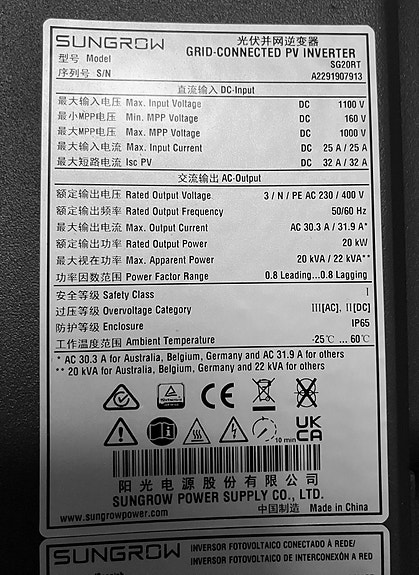 SUNGROW
光伏并网逆变器
GRID-CONNECTED PV INVERTER
型号 Model SG20RT
序列号 S/N A2291907913
直流输入 DC-Input
最大输入电压 Max. Input Voltage DC 1100 V
最小MPP电压 Min. MPP Voltage DC 160 V
最大MPP电压 Max. MPP Voltage DC 1000 V
最大输入电流 Max. Input Current DC 25 A / 25 A
最大短路电流 Isc PV DC 32 A / 32 A
交流输出 AC-Output
额定输出电压 Rated Output Voltage 3 / N / PE AC 230 / 400 V
额定输出频率 Rated Output Frequency 50/60 Hz
最大输出电流 Max. Output Current AC 30.3 A / 31.9 A*
额定输出功率 Rated Output Power 20 kW
最大视在功率 Max. Apparent Power 20 kVA / 22 kVA**
功率因数范围 Power Factor Range 0.8 Leading...0.8 Lagging
安全等级 Safety Class I
过压等级 Overvoltage Category III[AC], II[DC]
防护等级 Enclosure IP65
工作温度范围 Ambient Temperature -25℃ ... 60℃
* AC 30.3 A for Australia, Belgium, Germany and AC 31.9 A for others
** 20 kVA for Australia, Belgium, Germany and 22 kVA for others
CE
10 min
UK
CA
阳光电源股份有限公司
SUNGROW POWER SUPPLY CO., LTD.
www.sungrowpower.com 中国制造 Made in China
SUNGROW
INVERSOR FOTOVOLTAICO CONECTADO À REDE/
INVERSOR FOTOVOLTAICO DE INTERCONEXIÓN A RED